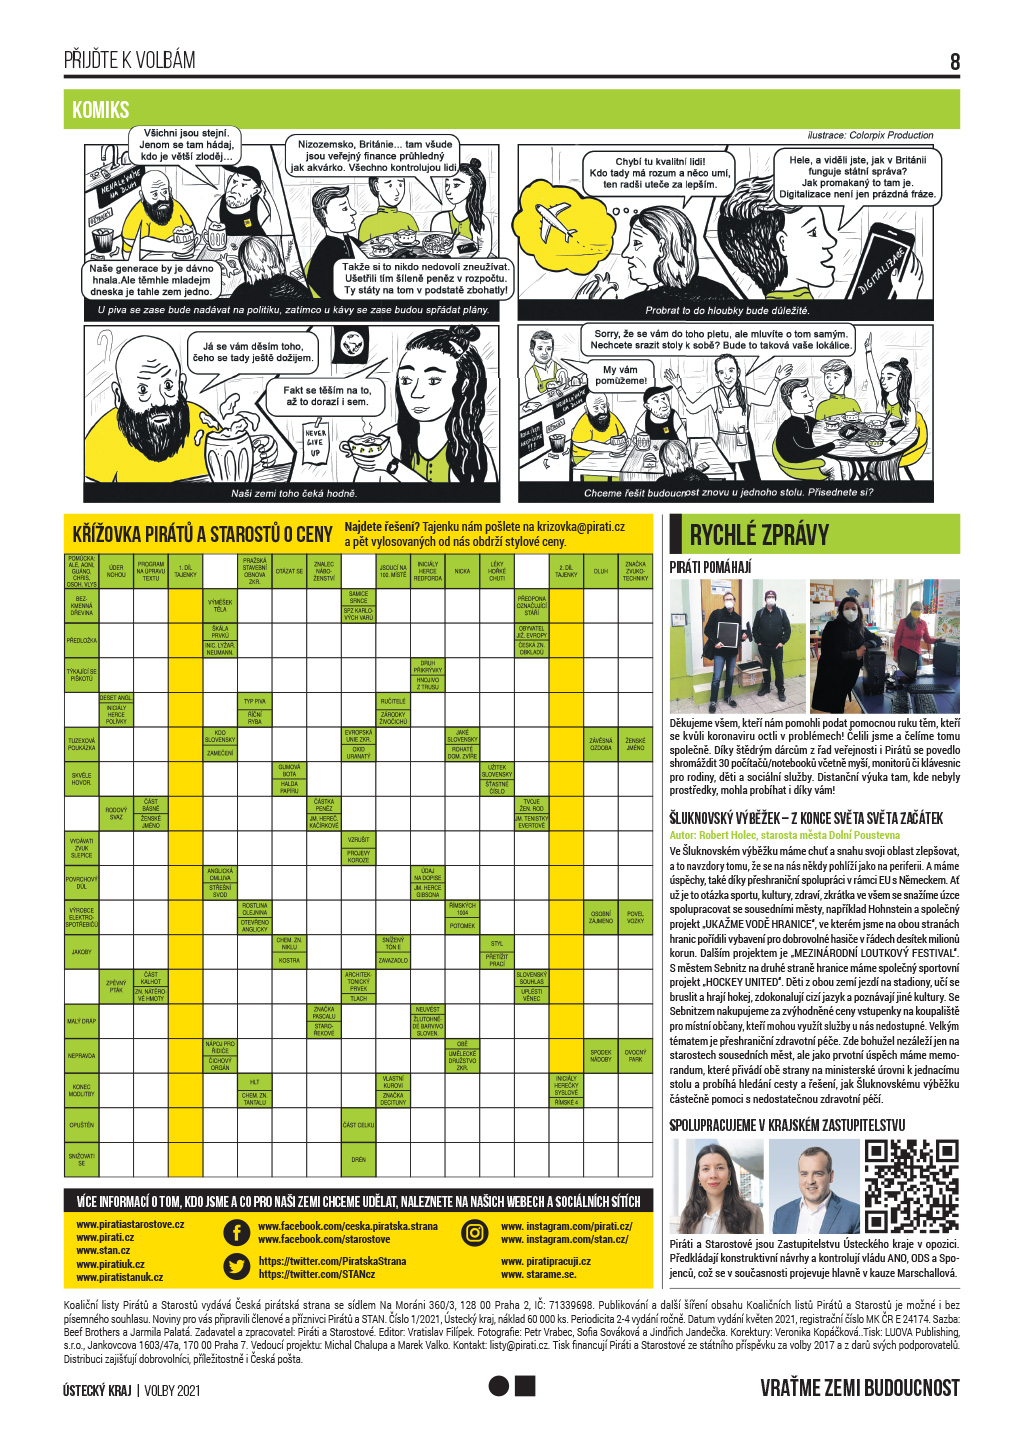 PŘIJĎTE K VOLBÁM
8
KOMIKS
ilustrace: Colorpix Production
Všichni jsou stejní.
Jenom se tam hádaj,
kdo je větší zloděj…
Nizozemsko, Británie… tam všude
jsou veřejný finance průhledný
jak akvárko. Všechno kontrolujou lidi.
NENALÉVÁME
NA DLUH
Naše generace by je dávno
hnala.Ale těmhle mladejm
dneska je tahle zem jedno.
Takže si to nikdo nedovolí zneužívat.
Ušetřili tím šíleně peněz v rozpočtu.
Ty státy na tom v podstatě zbohatly!
U piva se zase bude nadávat na politiku, zatímco u kávy se zase budou spřádat plány.
Chybí tu kvalitní lidi!
Kdo tady má rozum a něco umí,
ten radši uteče za lepším.
Hele, a viděli jste, jak v Británii
funguje státní správa?
Jak promakaný to tam je.
Digitalizace není jen prázdná fráze.
DIGITALIZACE
Probrat to do hloubky bude důležité.
Já se vám děsím toho,
čeho se tady ještě dožijem.
Fakt se těším na to,
až to dorazí i sem.
NEVER
GIVE
UP
Naši zemi toho čeká hodně.
Sorry, že se vám do toho pletu, ale mluvíte o tom samým.
Nechcete srazit stoly k sobě? Bude to taková vaše lokálice.
My vám
pomůžeme!
Chceme řešit budoucnost znovu u jednoho stolu. Přisednete si?
KŘÍŽOVKA PIRÁTŮ A STAROSTŮ O CENY
Najdete řešení? Tajenku nám pošlete na krizovka@pirati.cz
a pět vylosovaných od nás obdrží stylové ceny.
POMŮCKA:
ALE, AONI,
GUANO,
CHRIS,
OSOH, VLYS
ÚDER
NOHOU
PROGRAM
NA ÚPRAVU
TEXTU
1. DÍL
TAJENKY
PRAŽSKÁ
STAVEBNÍ
OBNOVA
ZKR.
OTÁZAT SE
ZNALEC
NÁBO-
ŽENSTVÍ
JSOUCÍ NA
100. MÍSTĚ
INICIÁLY
HERCE
REDFORDA
NICKA
LÉKY
HOŘKÉ
CHUTI
2. DÍL
TAJENKY
DLUH
ZNAČKA
ZVUKO-
TECHNIKY
BEZ-
KMENNÁ
DŘEVINA
VÝMĚŠEK
TĚLA
SAMICE
SRNCE
SPZ KARLO-
VÝCH VARŮ
PŘEDPONA
OZNAČUJÍCÍ
STÁŘÍ
PŘEDLOŽKA
ŠKÁLA
PRVKŮ
INIC. LYŽAŘ.
NEUMANN.
OBYVATEL
JIŽ. EVROPY
ČESKÁ ZN.
OBKLADŮ
TÝKAJÍCÍ SE
PIŠKOTŮ
DRUH
PŘIKRÝVKY
HNOJIVO
Z TRUSU
DESET ANGL.
INICIÁLY
HERCE
POLÍVKY
TYP PIVA
ŘÍČNÍ
RYBA
RUČITELÉ
ZÁRODKY
ŽIVOČICHŮ
TUZEXOVÁ
POUKÁZKA
KDO
SLOVENSKY
ZAMEČENÍ
EVROPSKÁ
UNIE ZKR.
OXID
URANATÝ
JAKÉ
SLOVENSKY
ROHATÉ
DOM. ZVÍŘE
ZÁVĚSNÁ
OZDOBA
ŽENSKÉ
JMÉNO
SKVĚLE
HOVOR.
GUMOVÁ
BOTA
HALDA
PAPÍRU
UŽITEK
SLOVENSKY
ŠŤASTNÉ
ČÍSLO
RODOVÝ
SVAZ
ČÁST
BÁSNĚ
ŽENSKÉ
JMÉNO
ČÁSTKA
PENĚZ
JM. HEREČ.
KAČÍRKOVÉ
TVOJE
ŽEN. ROD
JM. TENISTKY
EVERTOVÉ
VYDÁVATI
ZVUK
SLEPICE
VZRUŠIT
PROJEVY
KOROZE
POVRCHOVÝ
DŮL
ANGLICKÁ
OMLUVA
STŘEŠNÍ
SVOD
ÚDAJ
NA DOPISE
JM. HERCE
GIBSONA
VÝROBCE
ELEKTRO-
SPOTŘEBIČŮ
ROSTLINA
OLEJNINA
OTEVŘENO
ANGLICKY
ŘÍMSKÝCH
1004
POTOMEK
OSOBNÍ
ZÁJMENO
POVEL
VOZKY
JAKOBY
CHEM. ZN.
NIKLU
KOSTRA
SNÍŽENÝ
TÓN E
ZAVAZADLO
STYL
PŘETÍŽIT
PRACÍ
ZPĚVNÝ
PTÁK
ČÁST
KALHOT
ZN. NÁTĚRO-
VÉ HMOTY
ARCHITEK-
TONICKÝ
PRVEK
TLACH
SLOVENSKÝ
SOUHLAS
UPLÉSTI
VĚNEC
MALÝ DRÁP
ZNAČKA
PASCALU
STARO-
ŘEKOVÉ
NEUVĚST
ŽLUTOHNĚ-
DÉ BARVIVO
SLOVEN.
NEPRAVDA
NÁPOJ PRO
ŘIDIČE
ČICHOVÝ
ORGÁN
OBĚ
UMĚLECKÉ
DRUŽSTVO
ZKR.
SPODEK
NÁDOBY
OVOCNÝ
PARK
KONEC
MODLITBY
HLT
CHEM. ZN.
TANTALU
VLASTNÍ
KUROVI
ZNAČKA
DECITUNY
INICIÁLY
HEREČKY
SYSLOVÉ
ŘÍMSKÉ 4
OPUŠTĚN
ČÁST CELKU
SNIŽOVATI
SE
DRÉN
VÍCE INFORMACÍ O TOM, KDO JSME A CO PRO NAŠI ZEMI CHCEME UDĚLAT, NALEZNETE NA NAŠICH WEBECH A SOCIÁLNÍCH SÍTÍCH
www.piratiastarostove.cz
www.pirati.cz
www.stan.cz
www.piratiuk.cz
www.piratistanuk.cz
www.facebook.com/ceska.piratska.strana
www.facebook.com/starostove
https://twitter.com/PiratskaStrana
https://twitter.com/STANcz
www. instagram.com/pirati.cz/
www. instagram.com/stan.cz/
www. piratipracuji.cz
www. starame.se.
RYCHLÉ ZPRÁVY
PIRÁTI POMÁHAJÍ
Děkujeme všem, kteří nám pomohli podat pomocnou ruku těm, kteří
se kvůli koronaviru octli v problémech! Čelili jsme a čelíme tomu
společně. Díky štědrým dárcům z řad veřejnosti i Pirátů se povedlo
shromáždit 30 počítačů/notebooků včetně myší, monitorů či klávesnic
pro rodiny, děti a sociální služby. Distanční výuka tam, kde nebyly
prostředky, mohla probíhat i díky vám!
ŠLUKNOVSKÝ VÝBĚŽEK – Z KONCE SVĚTA SVĚTA ZAČÁTEK
Autor: Robert Holec, starosta města Dolní Poustevna
Ve Šluknovském výběžku máme chuť a snahu svoji oblast zlepšovat,
a to navzdory tomu, že se na nás někdy pohlíží jako na periferii. A máme
úspěchy, také díky přeshraniční spolupráci v rámci EU s Německem. Ať
už je to otázka sportu, kultury, zdraví, zkrátka ve všem se snažíme úzce
spolupracovat se sousedními městy, například Hohnstein a společný
projekt „UKAŽME VODĚ HRANICE“, ve kterém jsme na obou stranách
hranic pořídili vybavení pro dobrovolné hasiče v řádech desítek milionů
korun. Dalším projektem je „MEZINÁRODNÍ LOUTKOVÝ FESTIVAL“.
S městem Sebnitz na druhé straně hranice máme společný sportovní
projekt „HOCKEY UNITED“. Děti z obou zemí jezdí na stadiony, učí se
bruslit a hrají hokej, zdokonalují cizí jazyk a poznávají jiné kultury. Se
Sebnitzem nakupujeme za zvýhodněné ceny vstupenky na koupaliště
pro místní občany, kteří mohou využít služby u nás nedostupné. Velkým
tématem je přeshraniční zdravotní péče. Zde bohužel nezáleží jen na
starostech sousedních měst, ale jako prvotní úspěch máme memo-
randum, které přivádí obě strany na ministerské úrovni k jednacímu
stolu a probíhá hledání cesty a řešení, jak Šluknovskému výběžku
částečně pomoci s nedostatečnou zdravotní péčí.
SPOLUPRACUJEME V KRAJSKÉM ZASTUPITELSTVU
Piráti a Starostové jsou Zastupitelstvu Ústeckého kraje v opozici.
Předkládají konstruktivní návrhy a kontrolují vládu ANO, ODS a Spo-
jenců, což se v současnosti projevuje hlavně v kauze Marschallová.
Koaliční listy Pirátů a Starostů vydává Česká pirátská strana se sídlem Na Moráni 360/3, 128 00 Praha 2, IČ: 71339698. Publikování a další šíření obsahu Koaličních listů Pirátů a Starostů je možné i bez
písemného souhlasu. Noviny pro vás připravili členové a příznivci Pirátů a STAN. Číslo 1/2021, Ústecký kraj, náklad 60 000 ks. Periodicita 2-4 vydání ročně. Datum vydání květen 2021, registrační číslo MK ČR E 24174. Sazba:
Beef Brothers a Jarmila Palatá. Zadavatel a zpracovatel: Piráti a Starostové. Editor: Vratislav Filípek. Fotografie: Petr Vrabec, Sofia Sováková a Jindřich Jandečka. Korektury: Veronika Kopáčková..Tisk: LUOVA Publishing,
s.r.o., Jankovcova 1603/47a, 170 00 Praha 7. Vedoucí projektu: Michal Chalupa a Marek Valko. Kontakt: listy@pirati.cz. Tisk financují Piráti a Starostové ze státního příspěvku za volby 2017 a z darů svých podporovatelů.
Distribuci zajišťují dobrovolníci, příležitostně i Česká pošta.
ÚSTECKÝ KRAJ | VOLBY 2021
VRAŤME ZEMI BUDOUCNOST